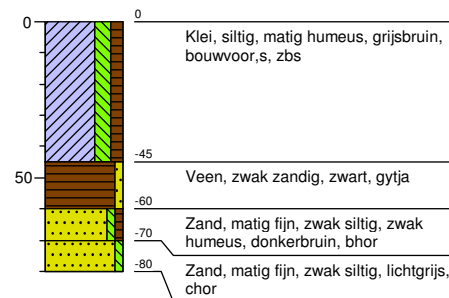 0
0
Klei, siltig, matig humeus, grijsbruin,
bouwvoor,s, zbs
-45
50
Veen, zwak zandig, zwart, gytja
-60
Zand, matig fijn, zwak siltig, zwak
humeus, donkerbruin, bhor
-70
Zand, matig fijn, zwak siltig, lichtgrijs,
chor
-80